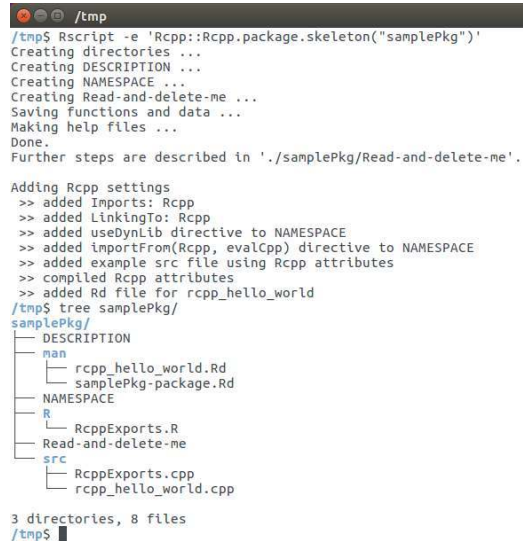 /tmp
/tmp$ Rscript -e 'Rcpp::Rcpp.package.skeleton("samplePkg")'
Creating directories ...
Creating DESCRIPTION ...
Creating NAMESPACE ...
Creating Read-and-delete-me ...
Saving functions and data ...
Making help files ...
Done.
Further steps are described in './samplePkg/Read-and-delete-me'.

Adding Rcpp settings
 >> added Imports: Rcpp
 >> added LinkingTo: Rcpp
 >> added useDynLib directive to NAMESPACE
 >> added importFrom(Rcpp, evalCpp) directive to NAMESPACE
 >> added example src file using Rcpp attributes
 >> compiled Rcpp attributes
 >> added Rd file for rcpp_hello_world
/tmp$ tree samplePkg/
samplePkg/
├── DESCRIPTION
├── man
│   ├── rcpp_hello_world.Rd
│   └── samplePkg-package.Rd
├── NAMESPACE
├── R
│   └── RcppExports.R
├── Read-and-delete-me
└── src
    ├── RcppExports.cpp
    └── rcpp_hello_world.cpp

3 directories, 8 files
/tmp$